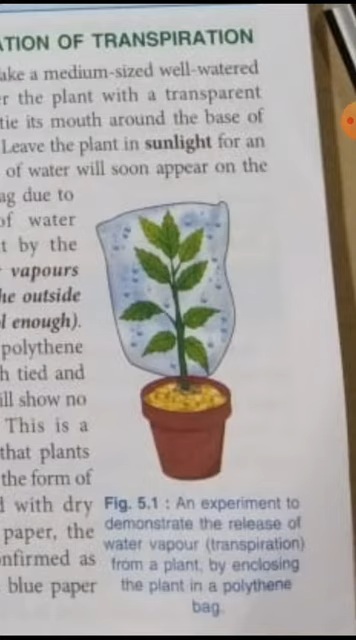 ATION OF TRANSPIRATION
ake a medium-sized well-watered
er the plant with a transparent
tie its mouth around the base of
Leave the plant in sunlight for an
of water will soon appear on the
ag due to
of water
t by the
vapours
he outside
l enough).
polythene
h tied and
ill show no
This is a
that plants
the form of
d with dry
paper, the
nfirmed as
blue paper
Fig. 5.1 : An experiment to
demonstrate the release of
water vapour (transpiration)
from a plant, by enclosing
the plant in a polythene
bag.